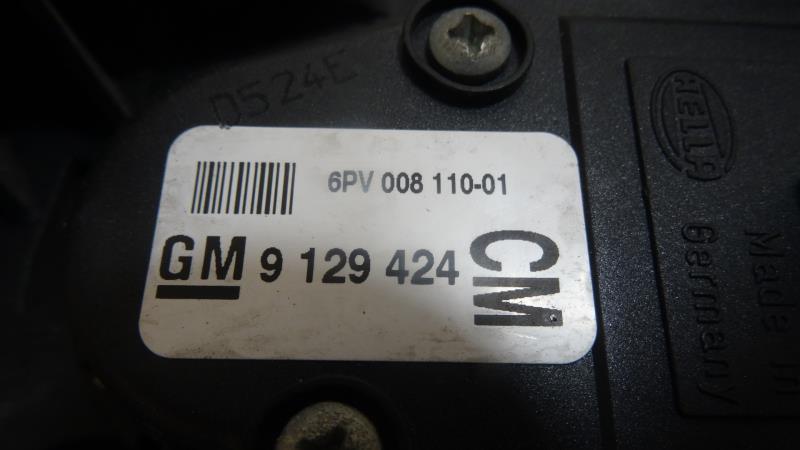 D524E
6PV 008 110-01
GM 9 129 424 CM
HELLA
Made in
Germany